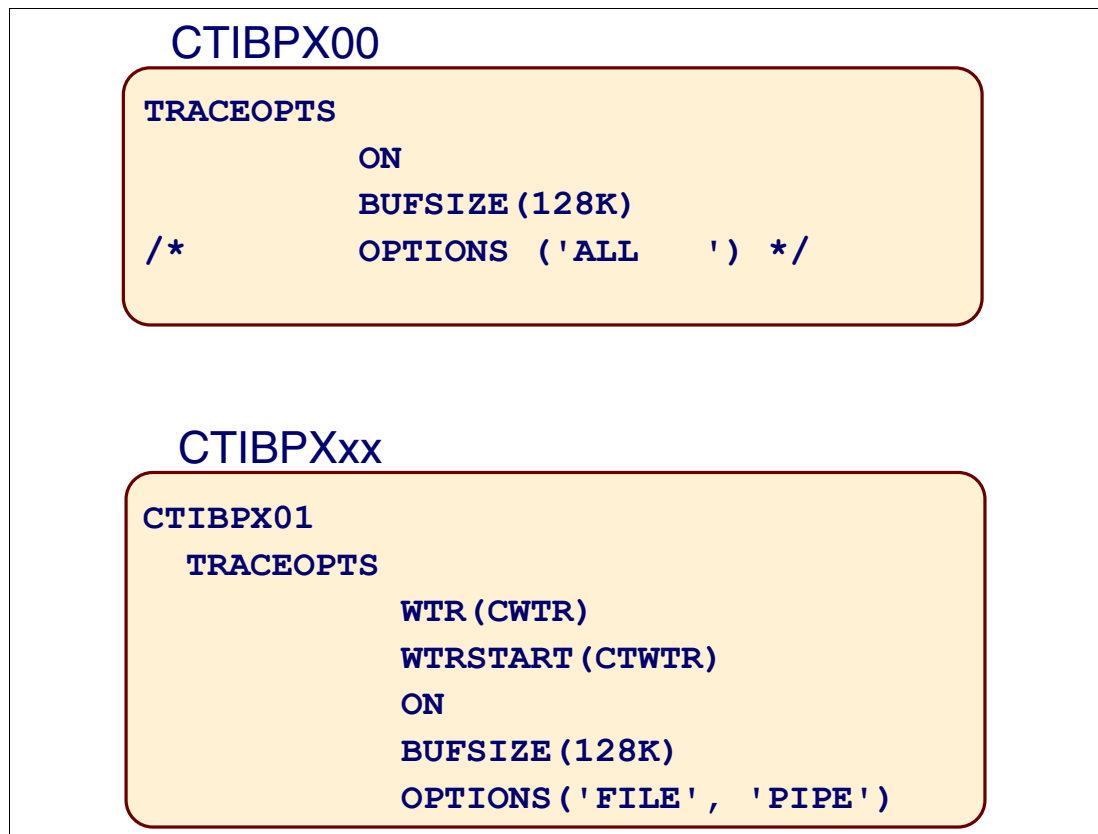 CTIBPX00
TRACEOPTS
ON
BUFSIZE(128K)
/* OPTIONS ('ALL ') */
CTIBPXxx
CTIBPX01
TRACEOPTS
WTR(CWTR)
WTRSTART(CTWTR)
ON
BUFSIZE(128K)
OPTIONS('FILE', 'PIPE')